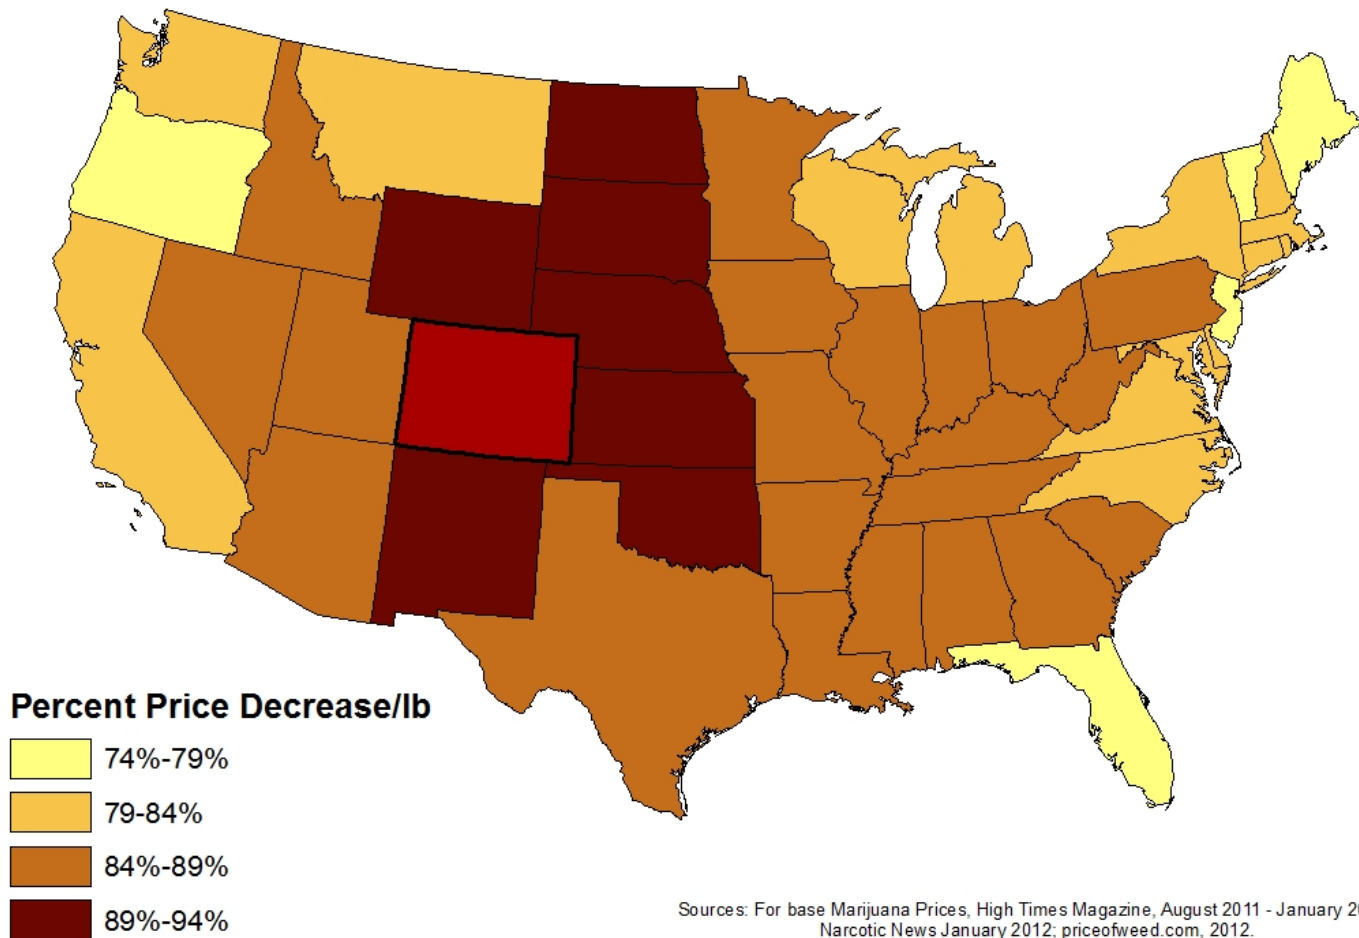 Percent Price Decrease/lb
74%-79%
79-84%
84%-89%
89%-94%
Sources: For base Marijuana Prices, High Times Magazine, August 2011 - January
Narcotic News January 2012; priceofweed.com, 2012.